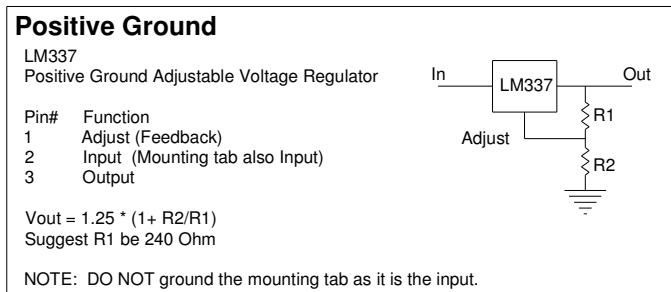 Positive Ground
LM337
Positive Ground Adjustable Voltage Regulator
Pin# Function
1 Adjust (Feedback)
2 Input (Mounting tab also Input)
3 Output
Vout = 1.25 * (1+ R2/R1)
Suggest R1 be 240 Ohm
NOTE: DO NOT ground the mounting tab as it is the input.
In
LM337
Out
R1
Adjust
R2